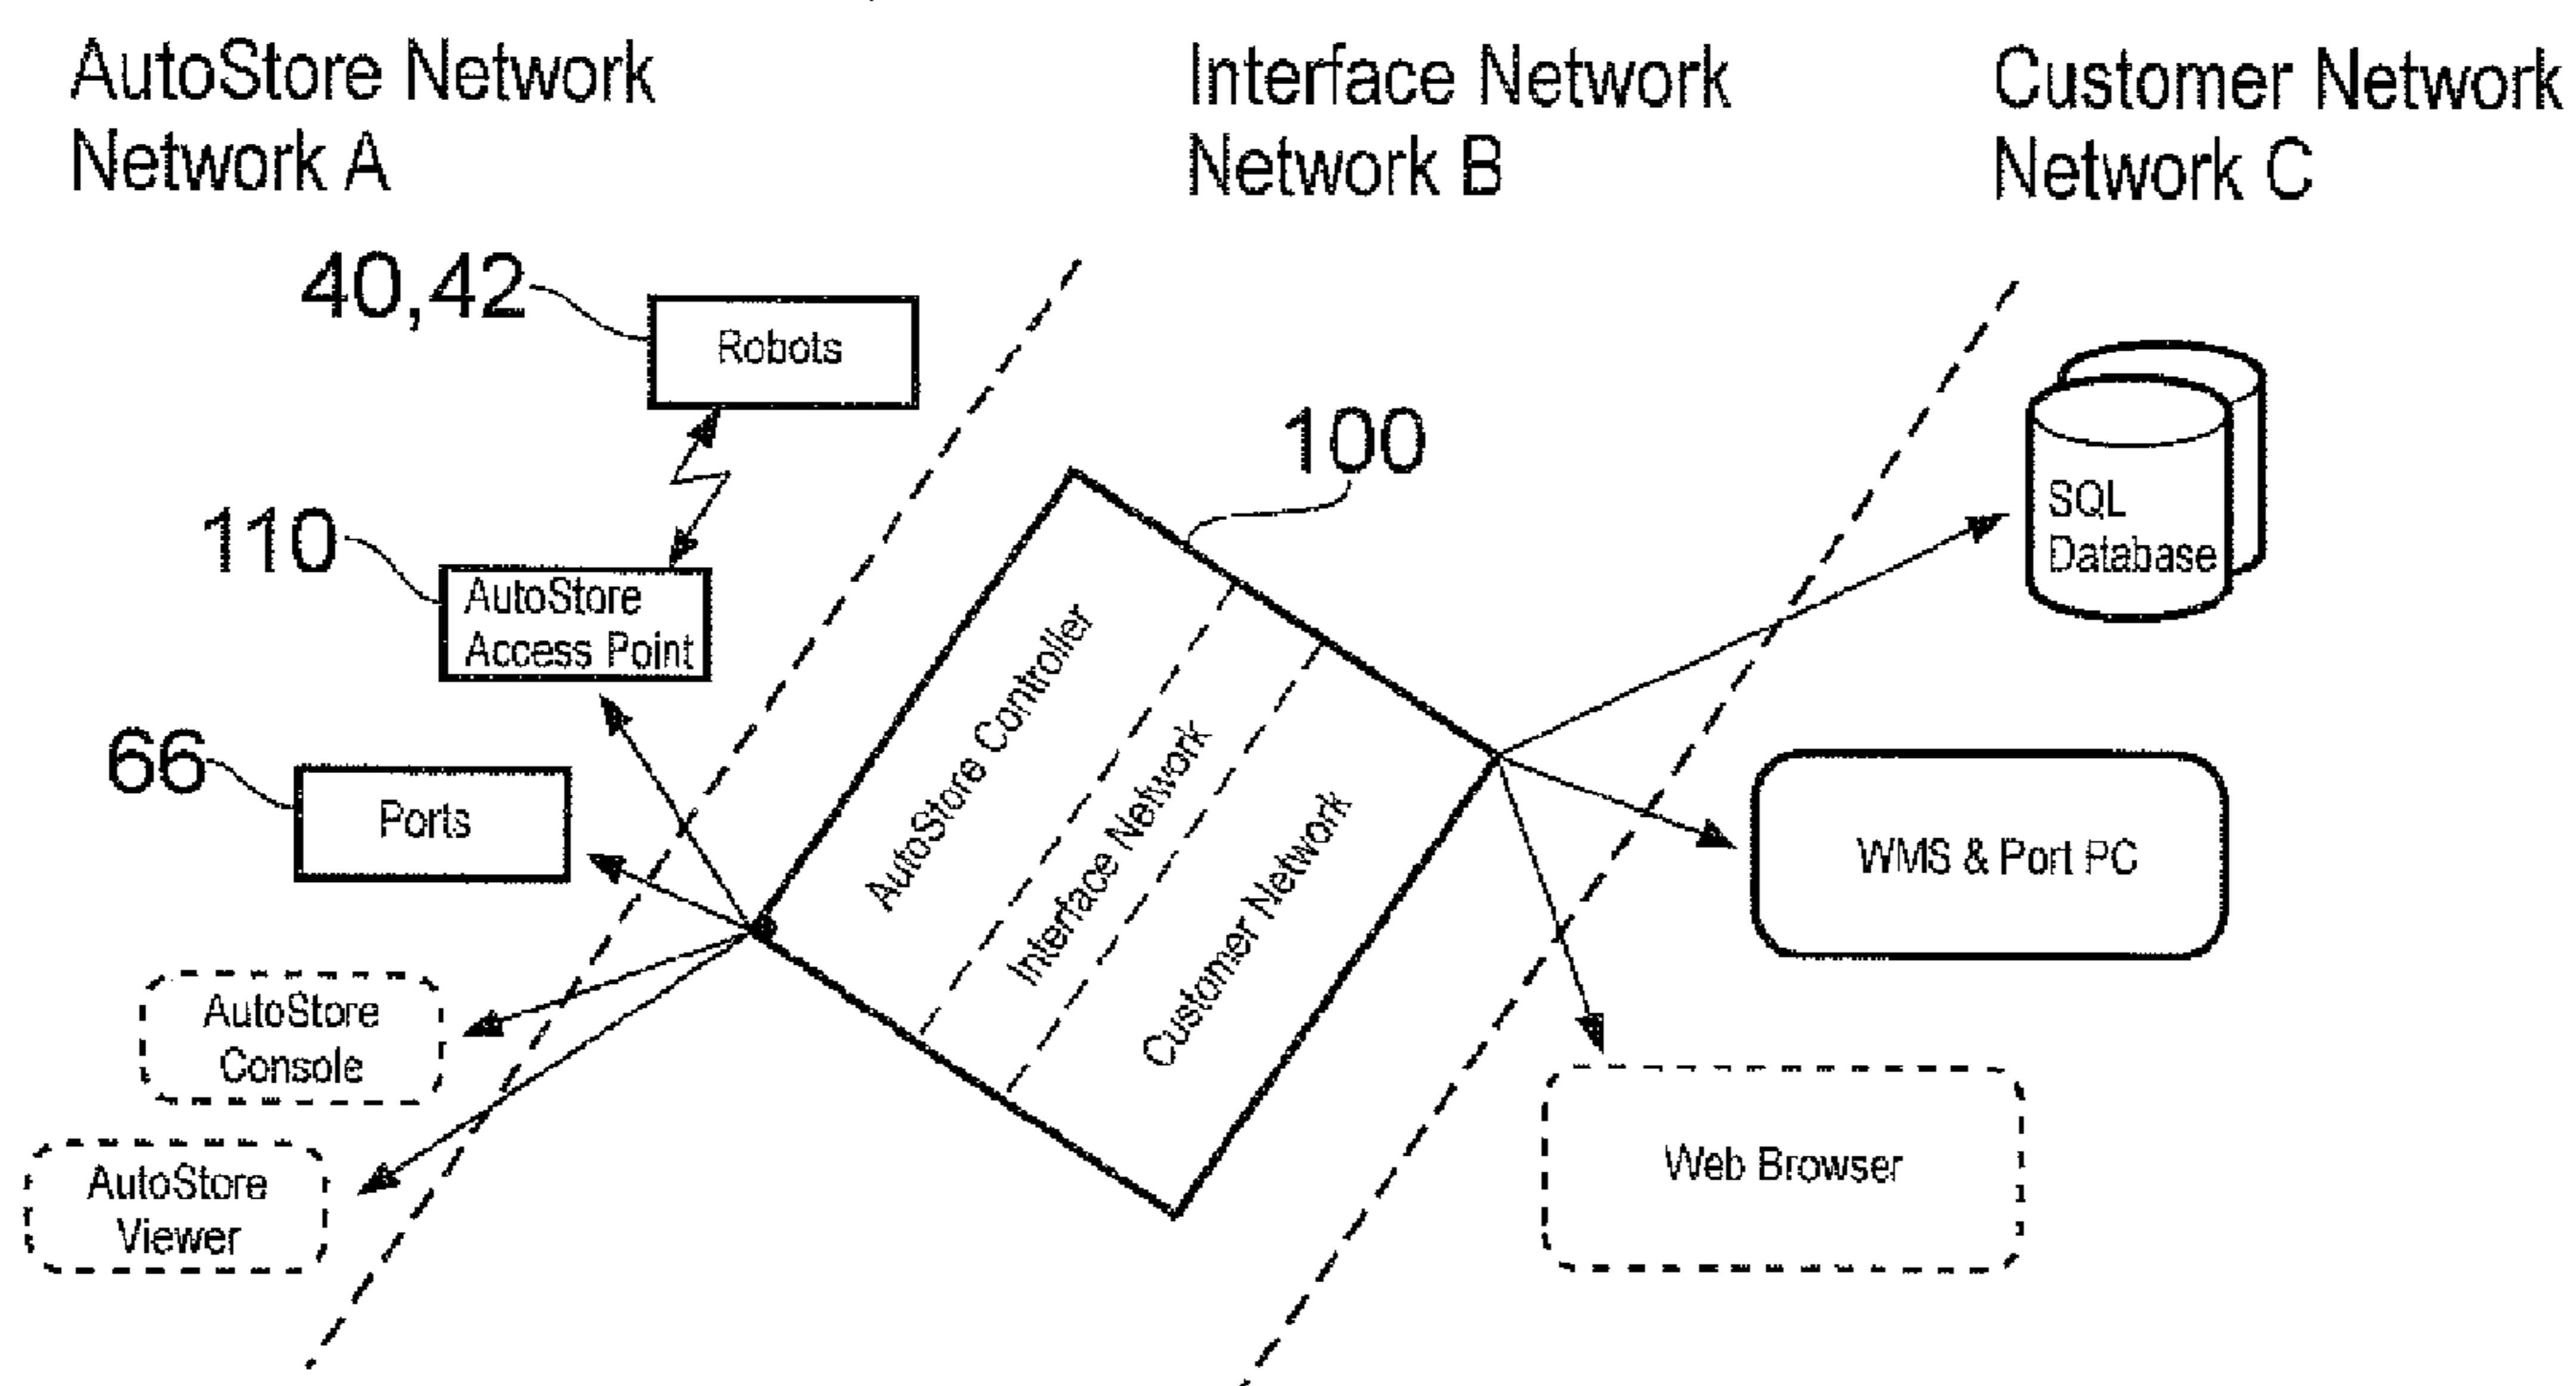 AutoStore Network
Network A
Interface Network
Network B
Customer Network
Network C
40,42
Robots
110
AutoStore
Access Point
66
Ports
AutoStore
Console
AutoStore
Viewer
100
AutoStore Controller
Interface Network
Customer Network
SQL
Database
WMS & Port PC
Web Browser